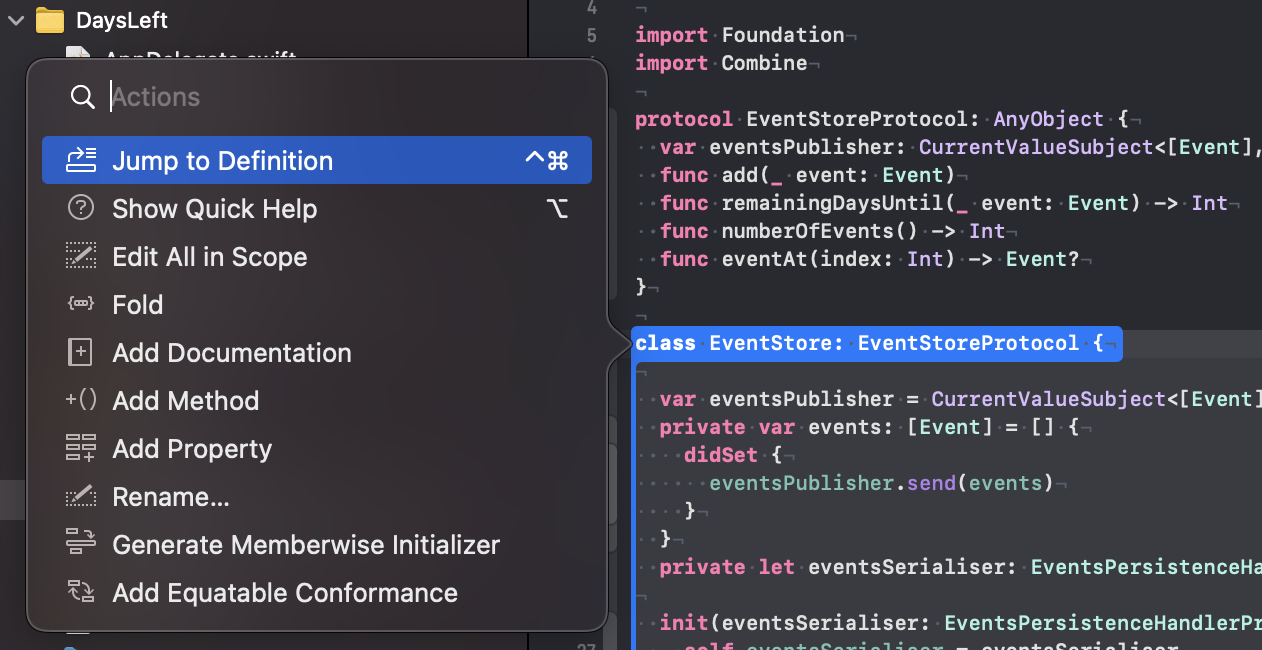 DaysLeft
AppDelegate.swift
Actions
Jump to Definition ^⌘
Show Quick Help ⌥
Edit All in Scope
Fold
Add Documentation
Add Method
Add Property
Rename...
Generate Memberwise Initializer
Add Equatable Conformance
4
5 import Foundation
import Combine
protocol EventStoreProtocol: AnyObject {
var eventsPublisher: CurrentValueSubject<[Event],
func add(_ event: Event)
func remainingDaysUntil(_ event: Event) -> Int
func numberOfEvents() -> Int
func eventAt(index: Int) -> Event?
}
class EventStore: EventStoreProtocol {
var eventsPublisher = CurrentValueSubject<[Event]
private var events: [Event] = [] {
didSet {
eventsPublisher.send(events)
}
}
private let eventsSerialiser: EventsPersistenceHa
init(eventsSerialiser: EventsPersistenceHandlerPr
27 self.eventsSerialiser = eventsSerialiser